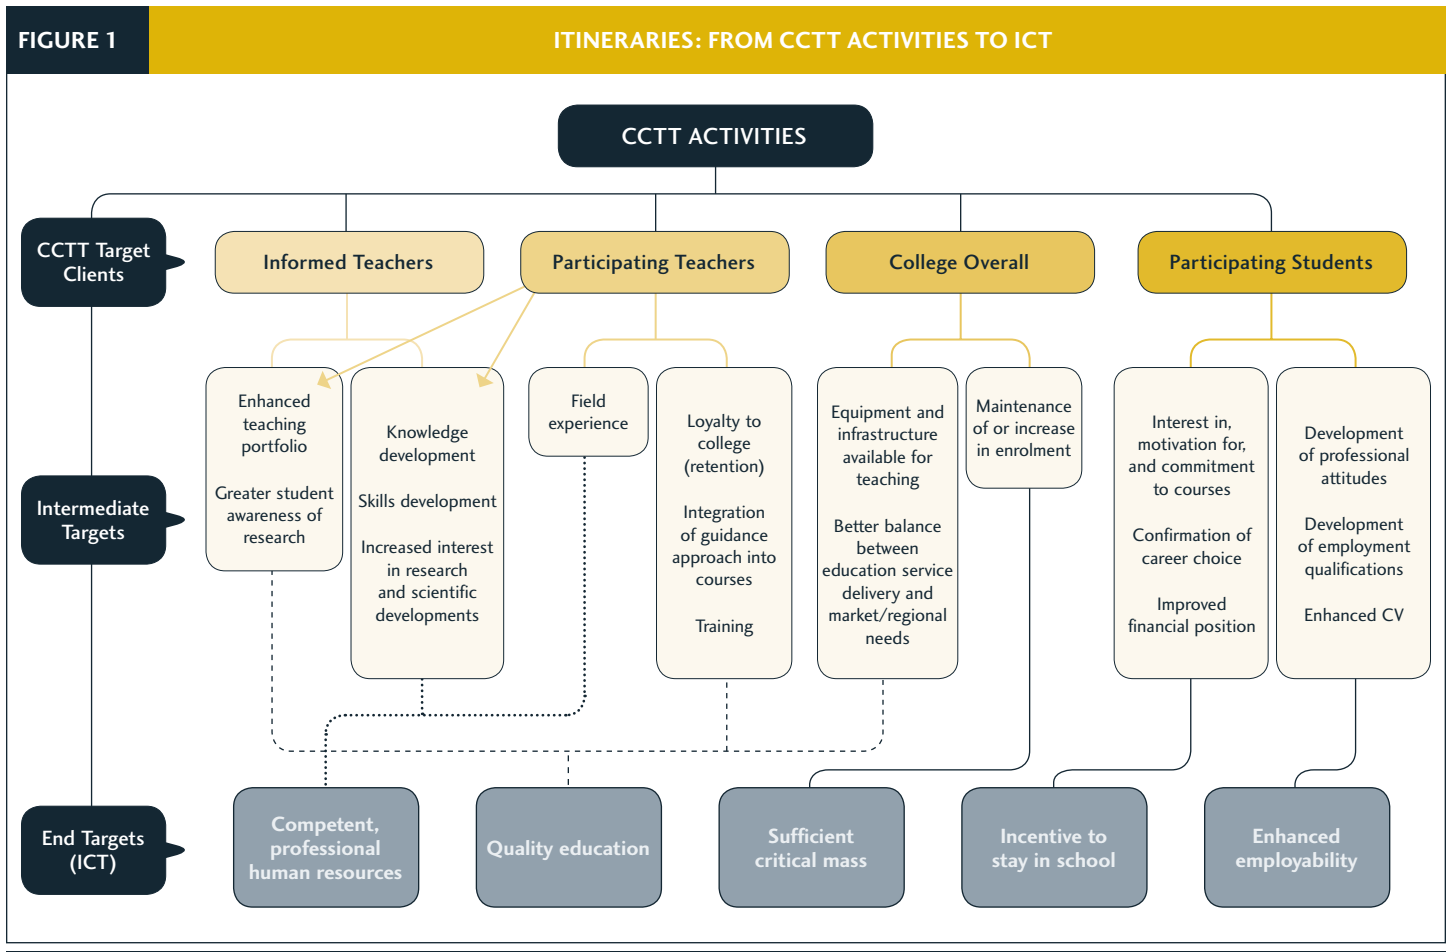 FIGURE 1
ITINERARIES: FROM CCTT ACTIVITIES TO ICT
CCTT ACTIVITIES
CCTT Target
Clients
Informed Teachers
Participating Teachers
College Overall
Participating Students
Intermediate
Targets
Enhanced
teaching
portfolio
Greater student
awareness of
research
Knowledge
development
Skills development
Increased interest
in research
and scientific
developments
Field
experience
Loyalty to
college
(retention)
Integration
of guidance
approach into
courses
Training
Equipment and
infrastructure
available for
teaching
Better balance
between
education service
delivery and
market/regional
needs
Maintenance
of or increase
in enrolment
Interest in,
motivation for,
and commitment
to courses
Confirmation of
career choice
Improved
financial position
Development
of professional
attitudes
Development
of employment
qualifications
Enhanced CV
End Targets
(ICT)
Competent,
professional
human resources
Quality education
Sufficient
critical mass
Incentive to
stay in school
Enhanced
employability